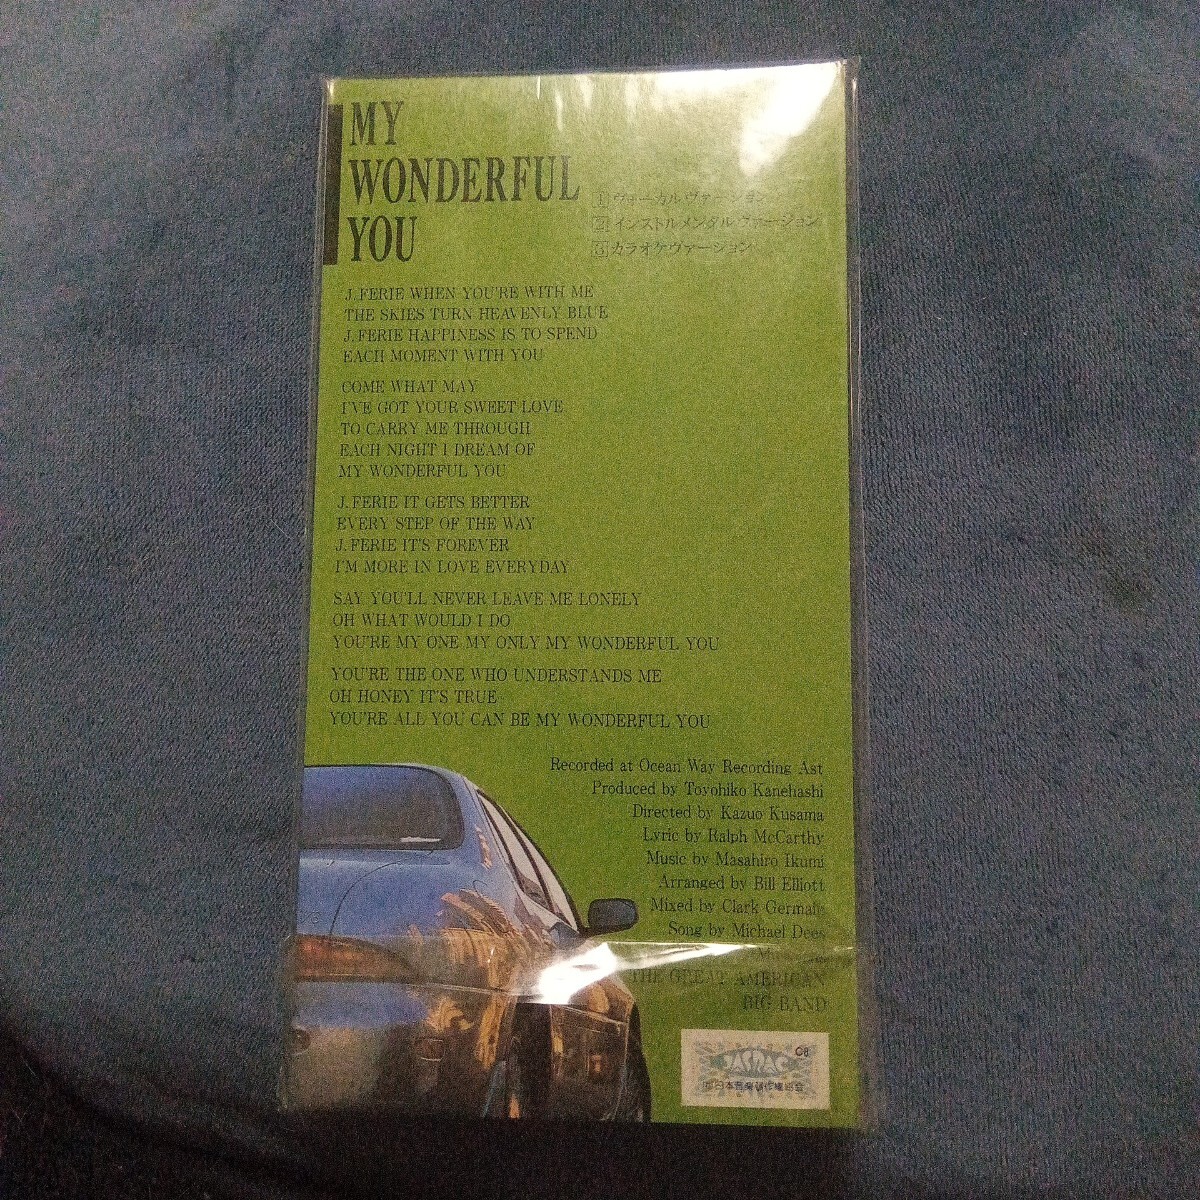 MY
WONDERFUL
YOU
1 ヴォーカルヴァージョン
2 インストルメンタルヴァージョン
3 カラオケヴァージョン
J. FERIE WHEN YOU'RE WITH ME
THE SKIES TURN HEAVENLY BLUE
J. FERIE HAPPINESS IS TO SPEND
EACH MOMENT WITH YOU
COME WHAT MAY
I'VE GOT YOUR SWEET LOVE
TO CARRY ME THROUGH
EACH NIGHT I DREAM OF
MY WONDERFUL YOU
J. FERIE IT GETS BETTER
EVERY STEP OF THE WAY
J. FERIE IT'S FOREVER
I'M MORE IN LOVE EVERYDAY
SAY YOU'LL NEVER LEAVE ME LONELY
OH WHAT WOULD I DO
YOU'RE MY ONE MY ONLY MY WONDERFUL YOU
YOU'RE THE ONE WHO UNDERSTANDS ME
OH HONEY IT'S TRUE
YOU'RE ALL YOU CAN BE MY WONDERFUL YOU
Recorded at Ocean Way Recording Ast
Produced by Toyohiko Kanehashi
Directed by Kazuo Kusama
Lyric by Ralph McCarthy
Music by Masahiro Ikumi
Arranged by Bill Elliott
Mixed by Clark Germain
Song by Michael Dees
THE GREAT AMERICAN
BIG BAND
JASRAC C8
日本音楽著作権協会